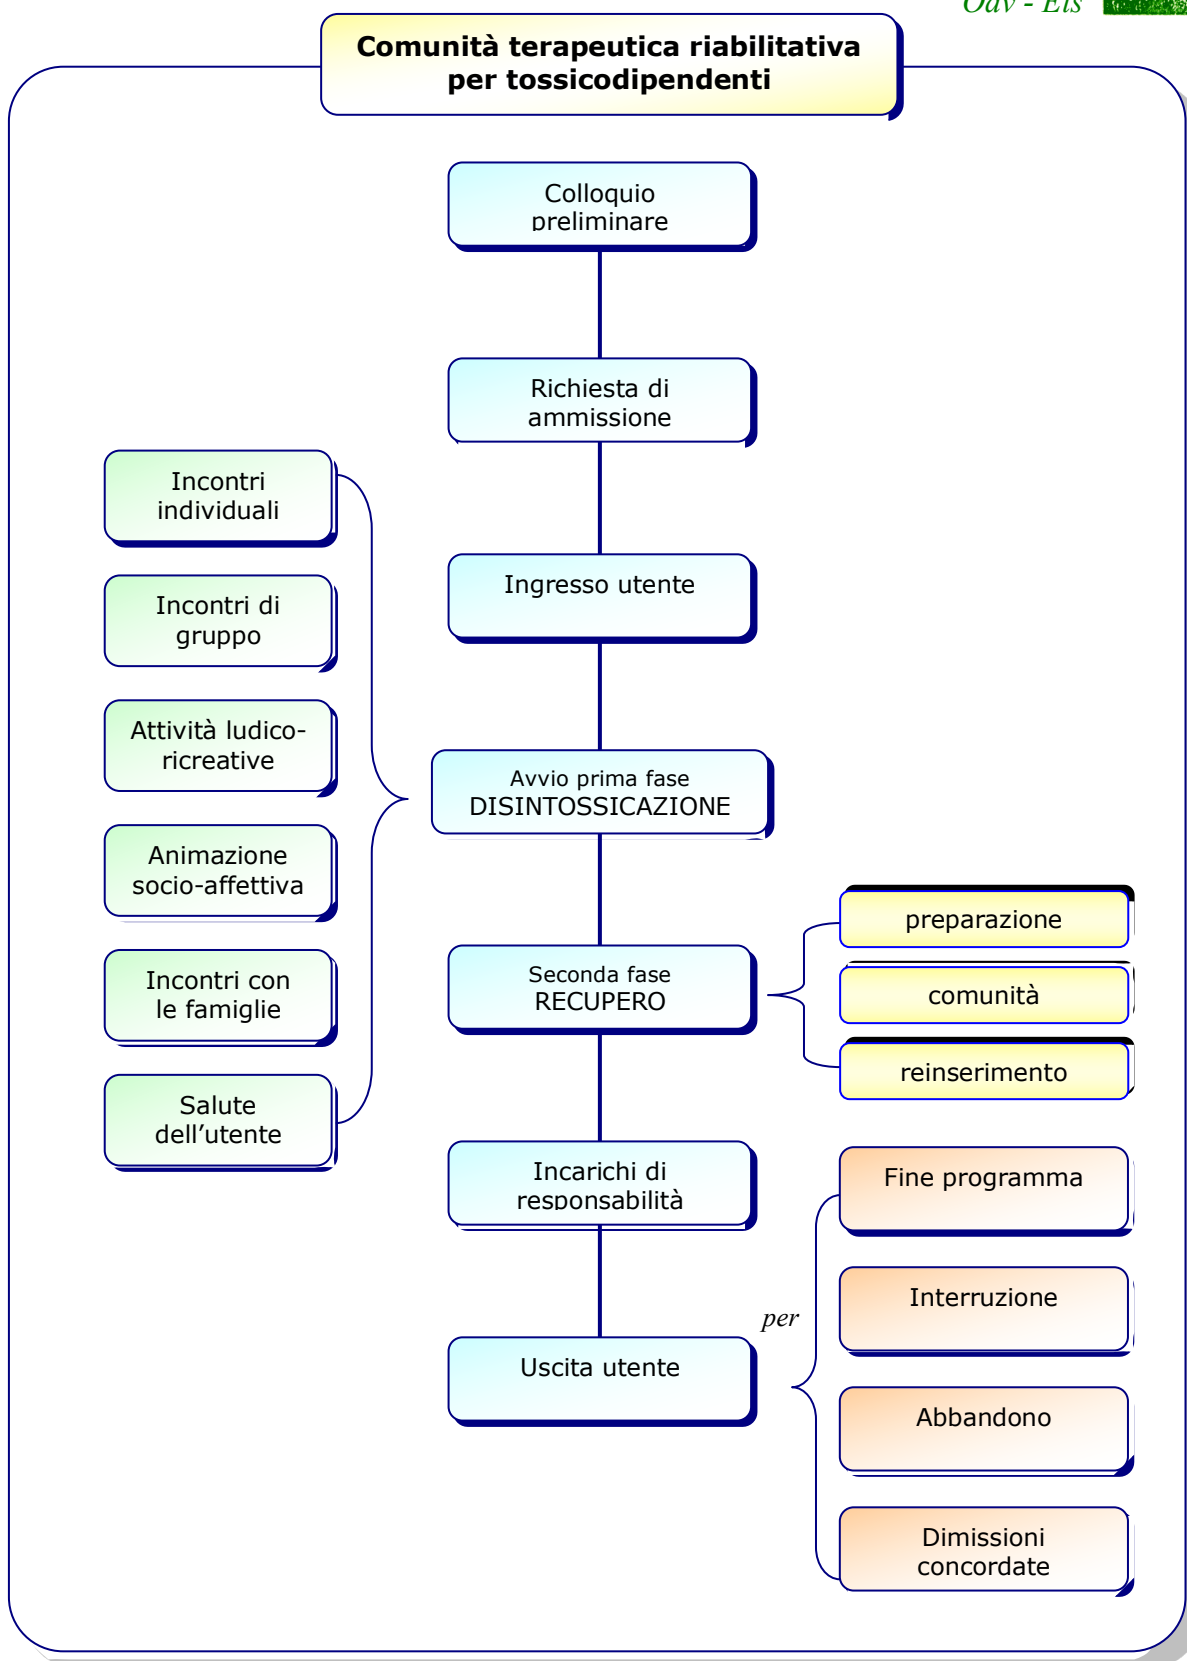 Odv - Ets
Comunità terapeutica riabilitativa
per tossicodipendenti
Colloquio
preliminare
Richiesta di
ammissione
Ingresso utente
Avvio prima fase
DISINTOSSICAZIONE
Incontri
individuali
Incontri di
gruppo
Attività ludico-
ricreative
Animazione
socio-affettiva
Incontri con
le famiglie
Salute
dell’utente
Seconda fase
RECUPERO
preparazione
comunità
reinserimento
Incarichi di
responsabilità
Uscita utente
per
Fine programma
Interruzione
Abbandono
Dimissioni
concordate